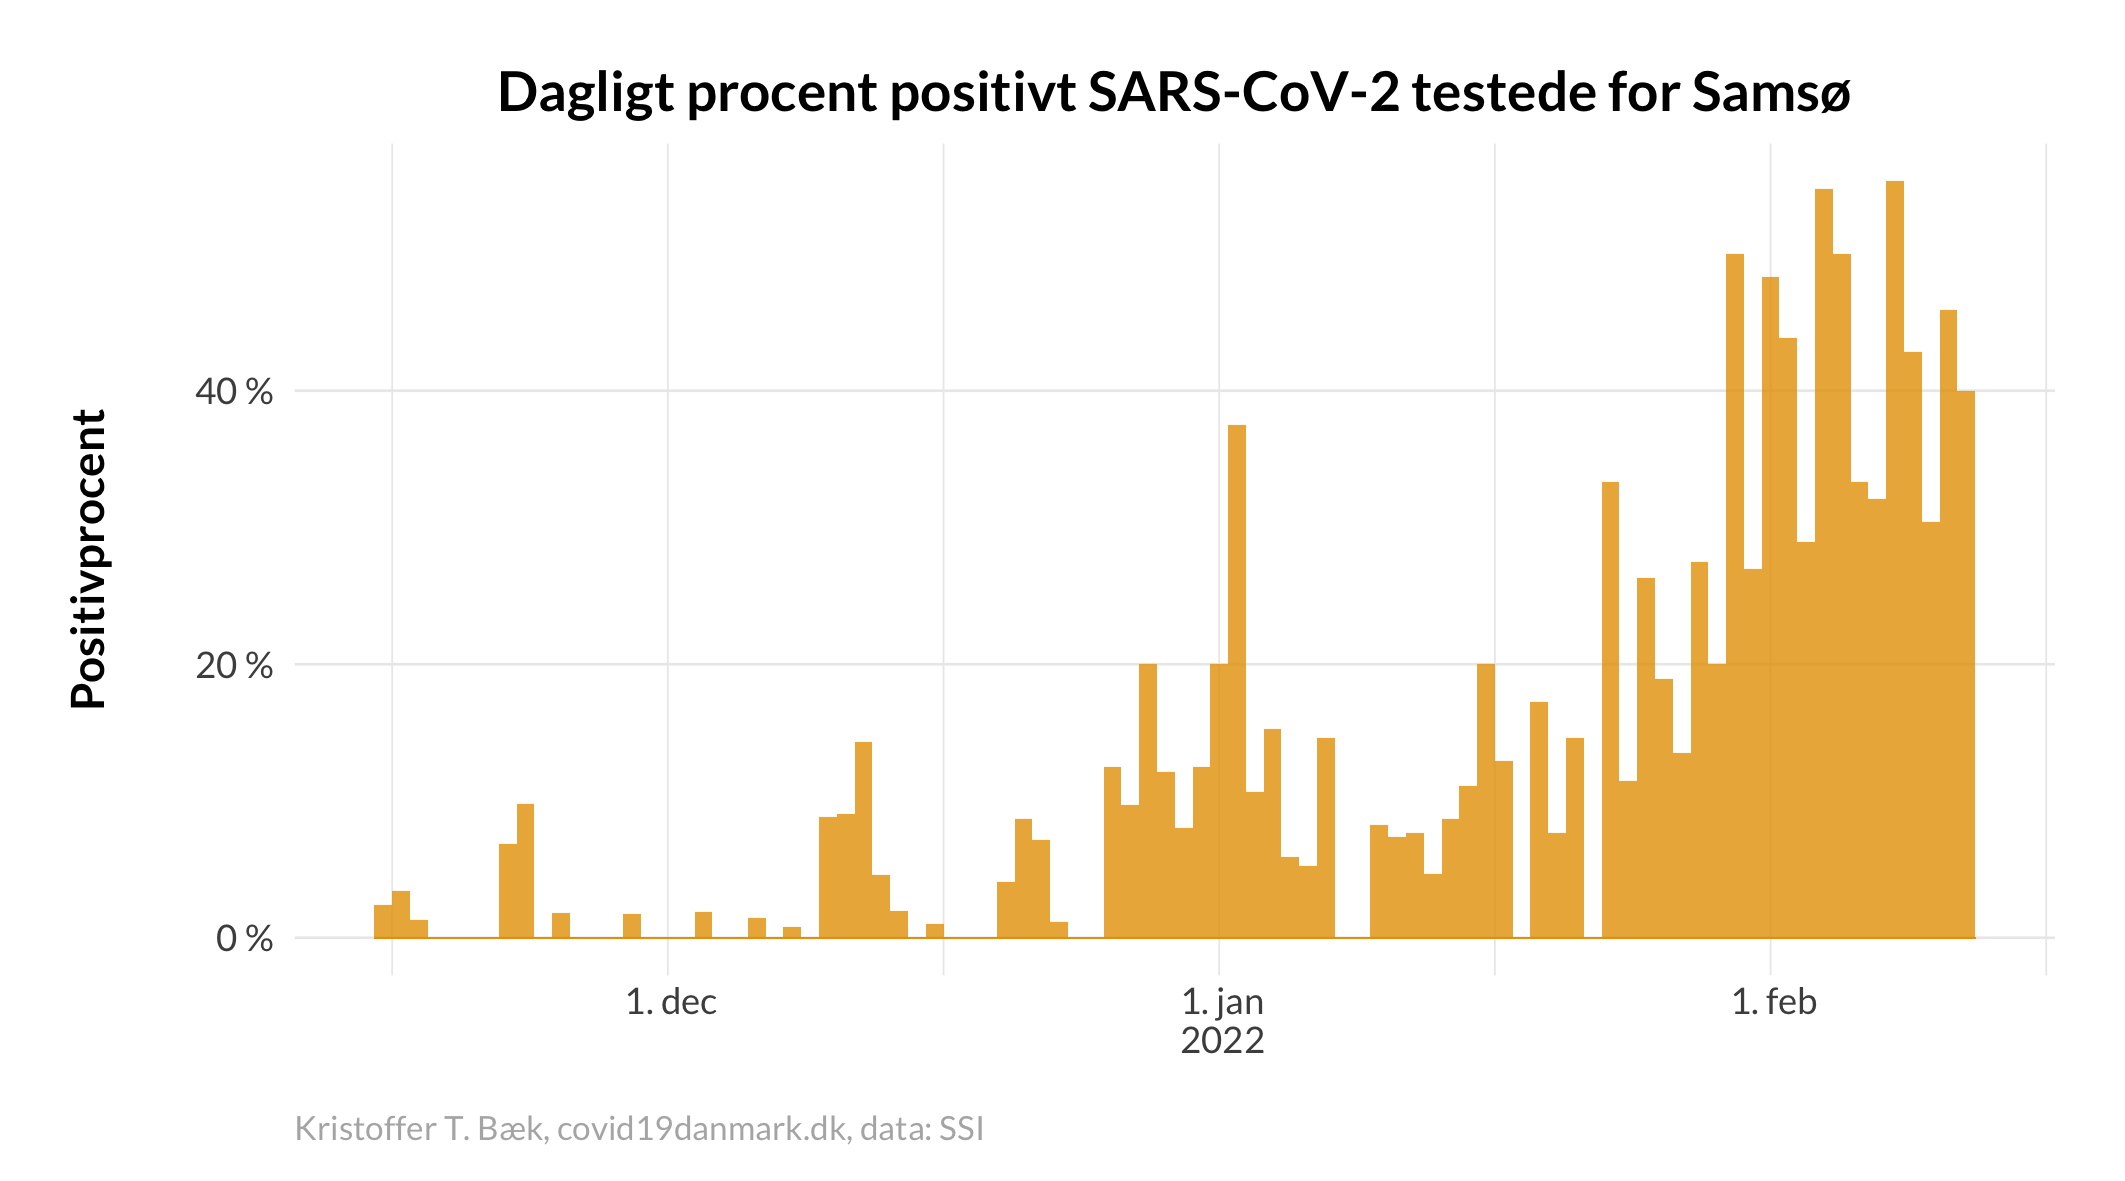 Dagligt procent positivt SARS-CoV-2 testede for Samsø
Positivprocent
40 %
20 %
0 %
1. dec
1. jan
2022
1. feb
Kristoffer T. Bæk, covid19danmark.dk, data: SSI